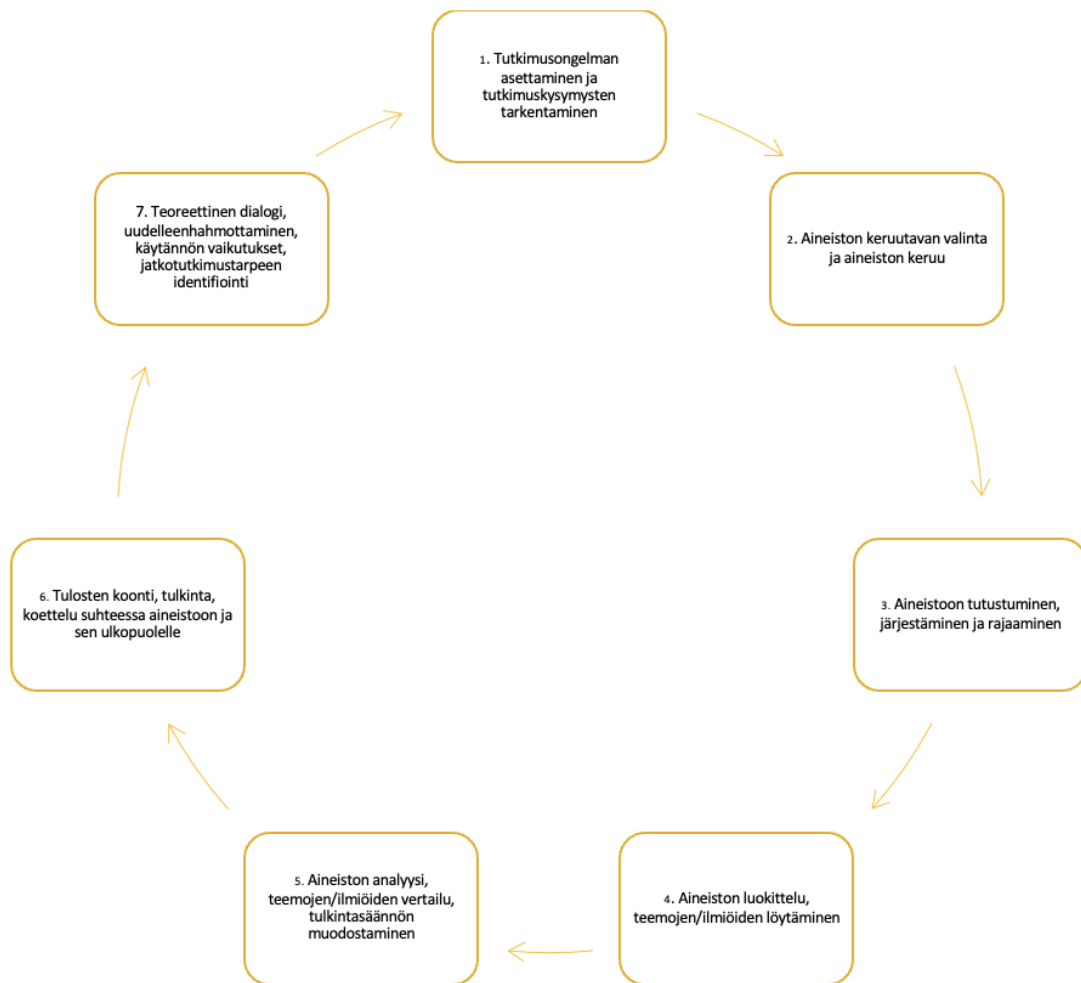 1. Tutkimusongelman
asettaminen ja
tutkimuskysymysten
tarkentaminen
2. Aineiston keruutavan valinta
ja aineiston keruu
3. Aineistoon tutustuminen,
järjestäminen ja rajaaminen
4. Aineiston luokittelu,
teemojen/ilmiöiden löytäminen
5. Aineiston analyysi,
teemojen/ilmiöiden vertailu,
tulkintasäännön
muodostaminen
6. Tulosten koonti, tulkinta,
koettelu suhteessa aineistoon ja
sen ulkopuolelle
7. Teoreettinen dialogi,
uudelleenhahmottaminen,
käytännön vaikutukset,
jatkotutkimustarpeen
identifiointi